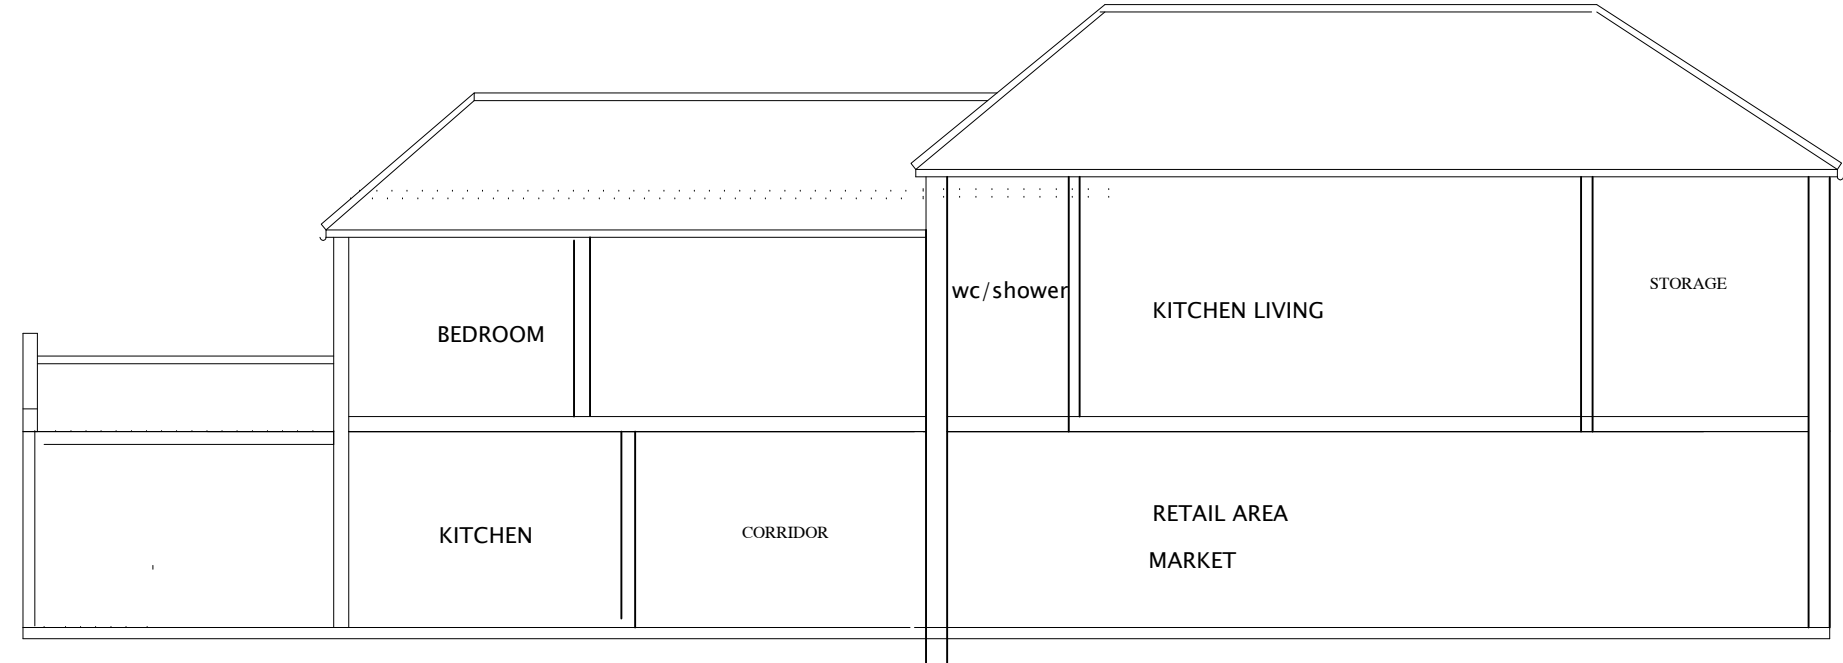 wc/shower
STORAGE
KITCHEN LIVING
BEDROOM
KITCHEN
CORRIDOR
RETAIL AREA
MARKET